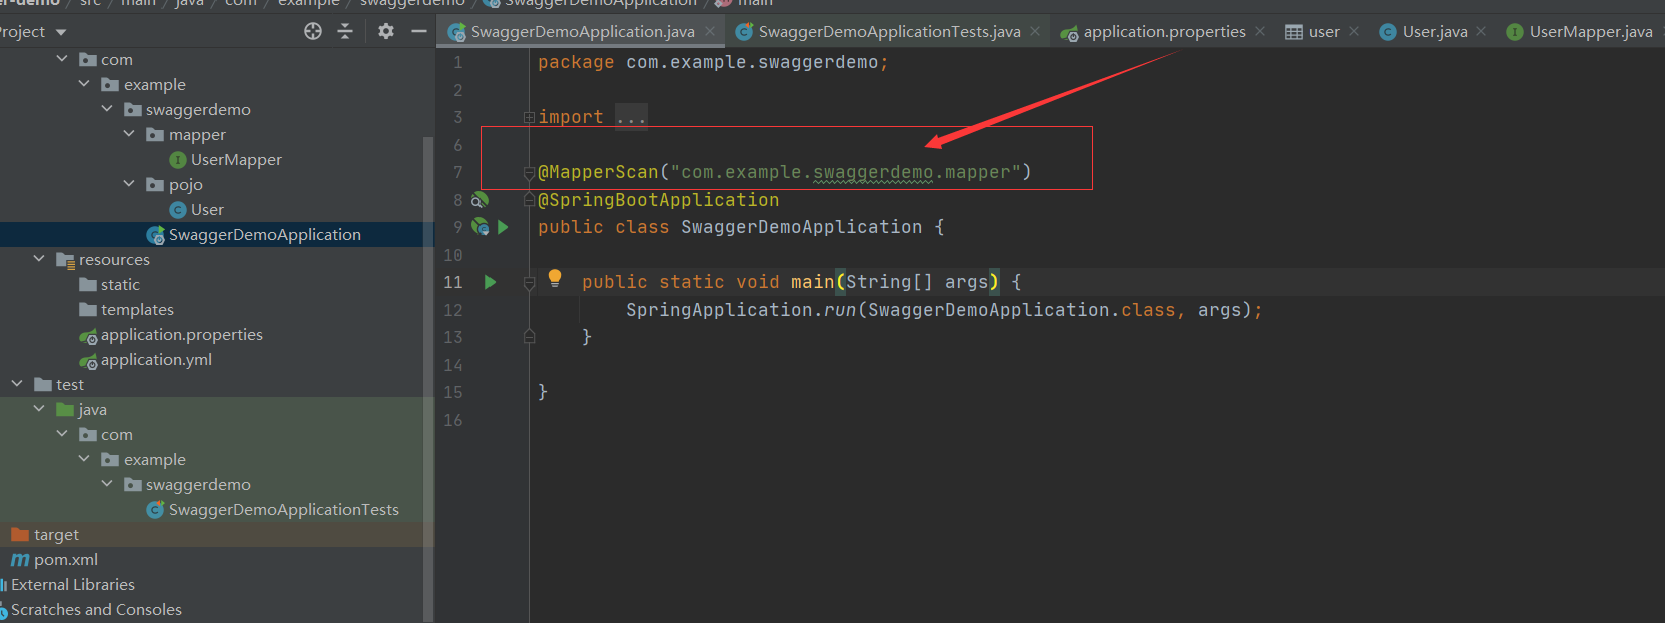 er-demo / src / main / java / com / example / swaggerdemo / SwaggerDemoApplication / main
Project
SwaggerDemoApplication.java
SwaggerDemoApplicationTests.java
application.properties
user
User.java
UserMapper.java
com
example
swaggerdemo
mapper
UserMapper
pojo
User
SwaggerDemoApplication
resources
static
templates
application.properties
application.yml
test
java
com
example
swaggerdemo
SwaggerDemoApplicationTests
target
pom.xml
External Libraries
Scratches and Consoles
1 package com.example.swaggerdemo;
2
3 import ...
6
7 @MapperScan("com.example.swaggerdemo.mapper")
8 @SpringBootApplication
9 public class SwaggerDemoApplication {
10
11 public static void main(String[] args) {
12 SpringApplication.run(SwaggerDemoApplication.class, args);
13 }
14
15 }
16